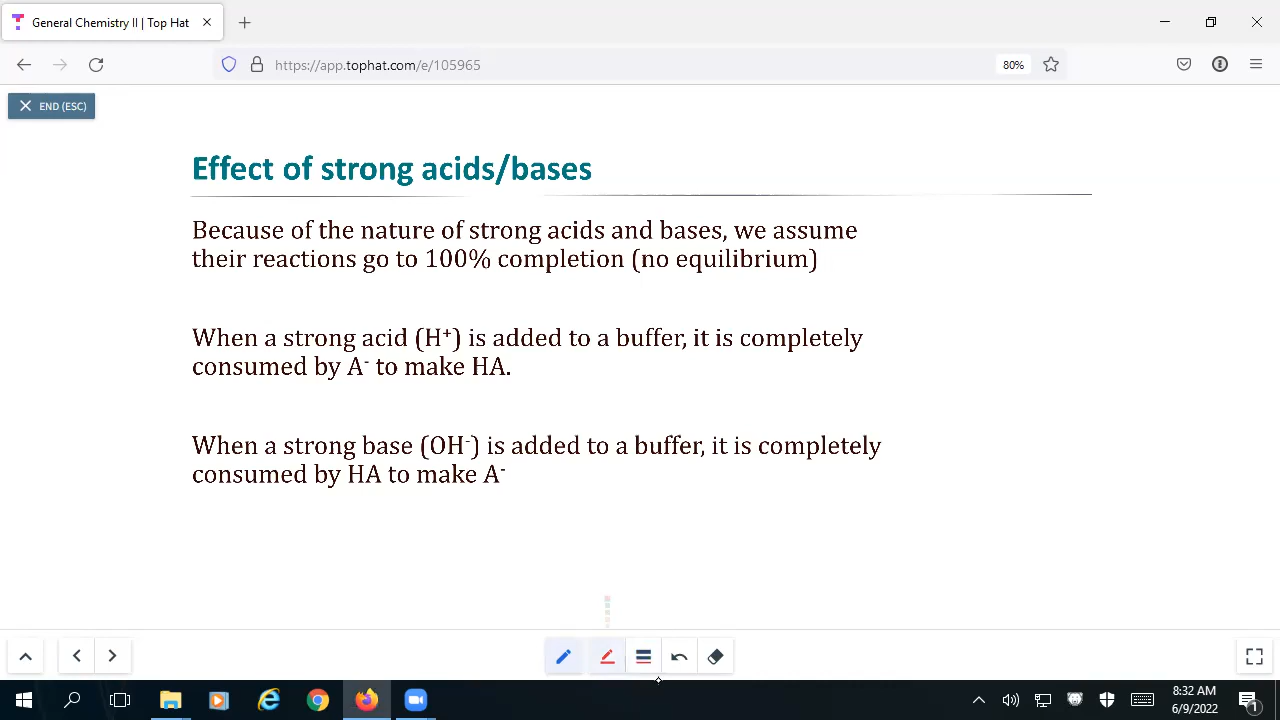 General Chemistry II | Top Hat
https://app.tophat.com/e/105965
80%
END (ESC)
Effect of strong acids/bases
Because of the nature of strong acids and bases, we assume
their reactions go to 100% completion (no equilibrium)
When a strong acid (H⁺) is added to a buffer, it is completely
consumed by A⁻ to make HA.
When a strong base (OH⁻) is added to a buffer, it is completely
consumed by HA to make A⁻
8:32 AM
6/9/2022
1